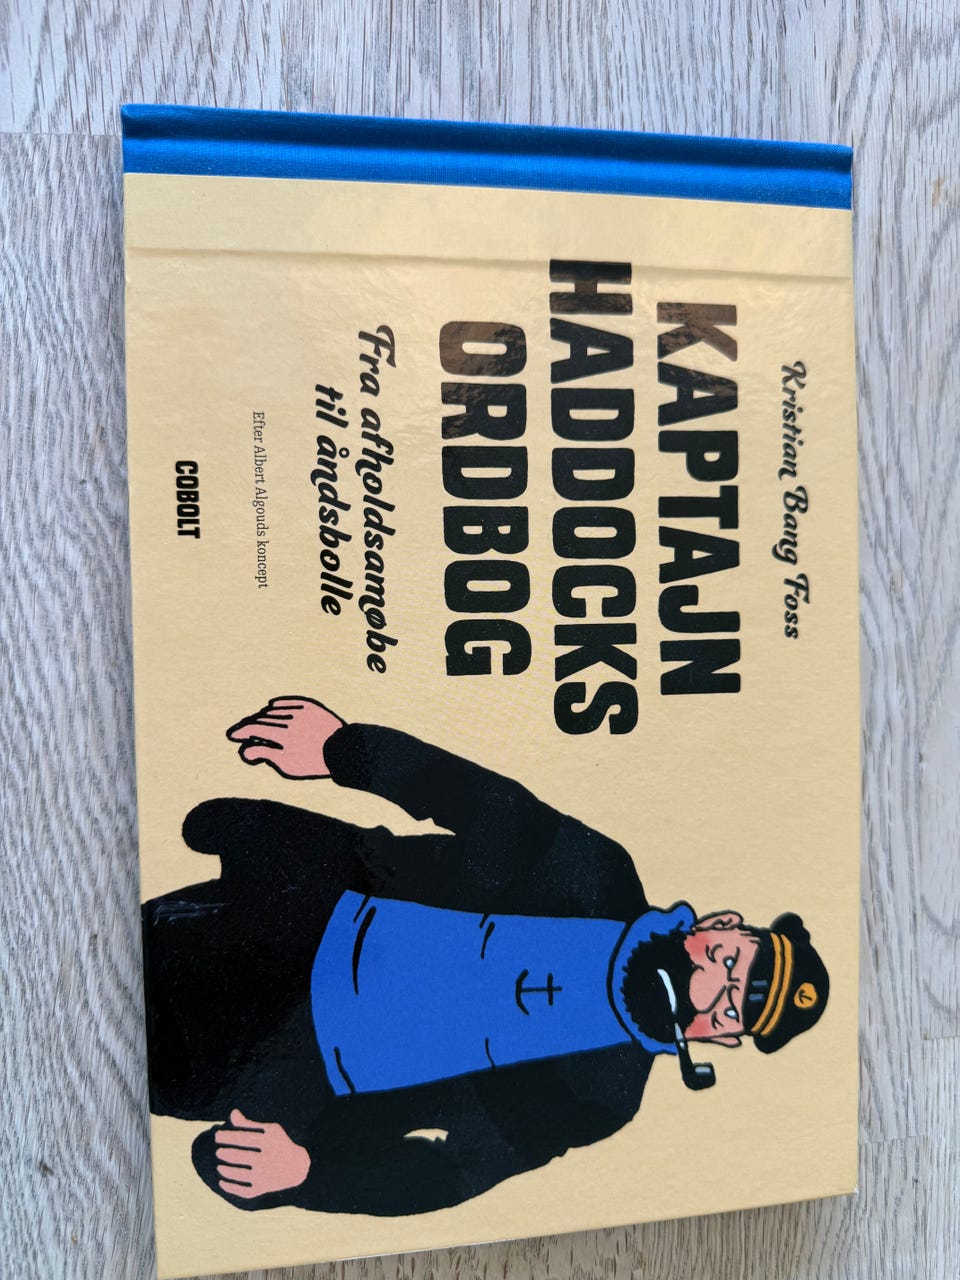 Kristian Bang Foss
KAPTAJN
HADDOCKS
ORDBOG
Fra afholdsamøbe
til åndsbolle
Efter Albert Algouds koncept
COBOLT